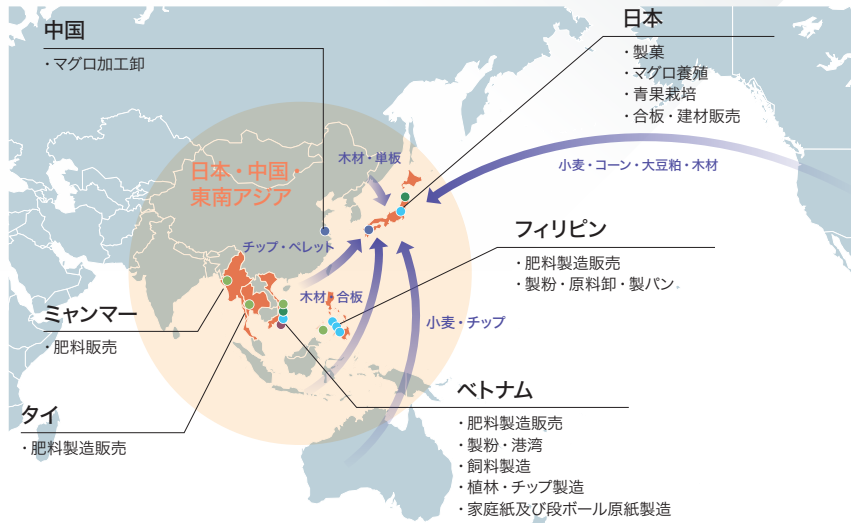 中国
・マグロ加工卸
日本
・製菓
・マグロ養殖
・青果栽培
・合板・建材販売
木材・単板
小麦・コーン・大豆粕・木材
日本・中国・
東南アジア
チップ・ペレット
フィリピン
・肥料製造販売
・製粉・原料卸・製パン
木材・合板
小麦・チップ
ミャンマー
・肥料販売
ベトナム
・肥料製造販売
・製粉・港湾
・飼料製造
・植林・チップ製造
・家庭紙及び段ボール原紙製造
タイ
・肥料製造販売